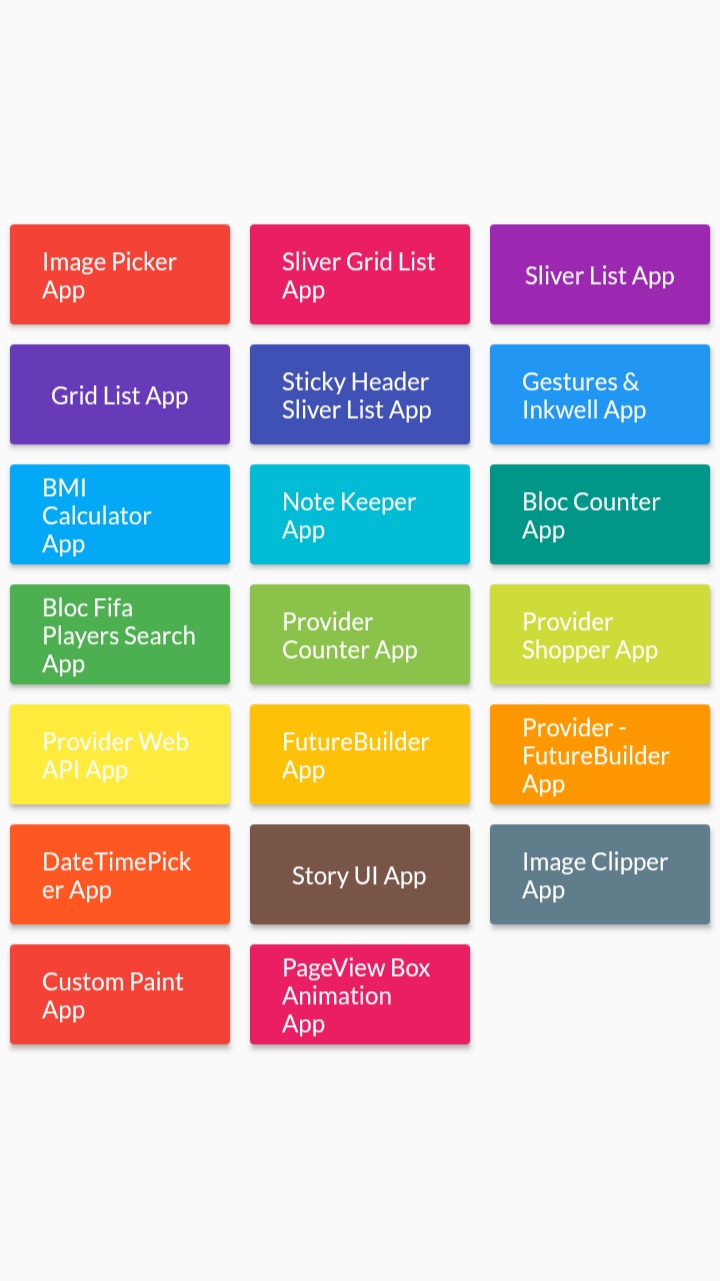 Image Picker
App
Sliver Grid List
App
Sliver List App
Grid List App
Sticky Header
Sliver List App
Gestures &
Inkwell App
BMI
Calculator
App
Note Keeper
App
Bloc Counter
App
Bloc Fifa
Players Search
App
Provider
Counter App
Provider
Shopper App
Provider Web
API App
FutureBuilder
App
Provider -
FutureBuilder
App
DateTimePick
er App
Story UI App
Image Clipper
App
Custom Paint
App
PageView Box
Animation
App